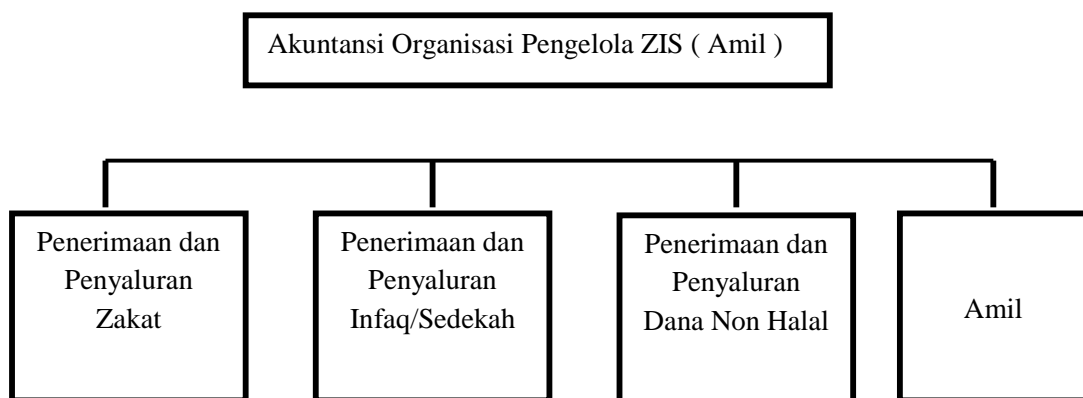 Akuntansi Organisasi Pengelola ZIS ( Amil )
Penerimaan dan
Penyaluran
Zakat
Penerimaan dan
Penyaluran
Infaq/Sedekah
Penerimaan dan
Penyaluran
Dana Non Halal
Amil